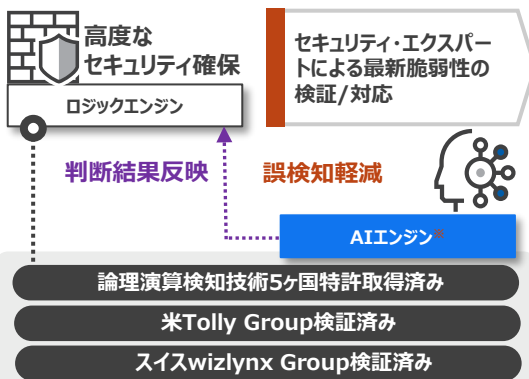 高度な
セキュリティ確保
ロジックエンジン
セキュリティ・エクスパー
トによる最新脆弱性の
検証/対応
判断結果反映
誤検知軽減
AIエンジン
論理演算検知技術5ヶ国特許取得済み
米Tolly Group検証済み
スイスwizlynx Group検証済み